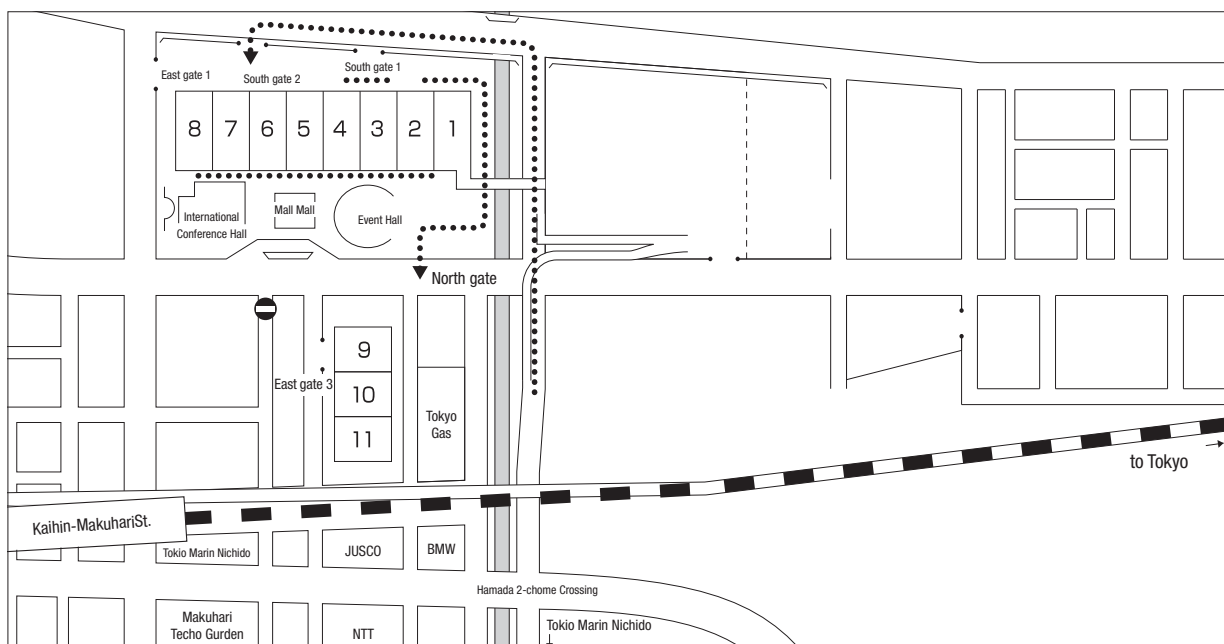 East gate 1
South gate 2
South gate 1
8
7
6
5
4
3
2
1
International
Conference Hall
Mall Mall
Event Hall
North gate
9
East gate 3
10
11
Tokyo
Gas
to Tokyo
Kaihin-MakuhariSt.
Tokio Marin Nichido
JUSCO
BMW
Hamada 2-chome Crossing
Makuhari
Techo Gurden
NTT
Tokio Marin Nichido